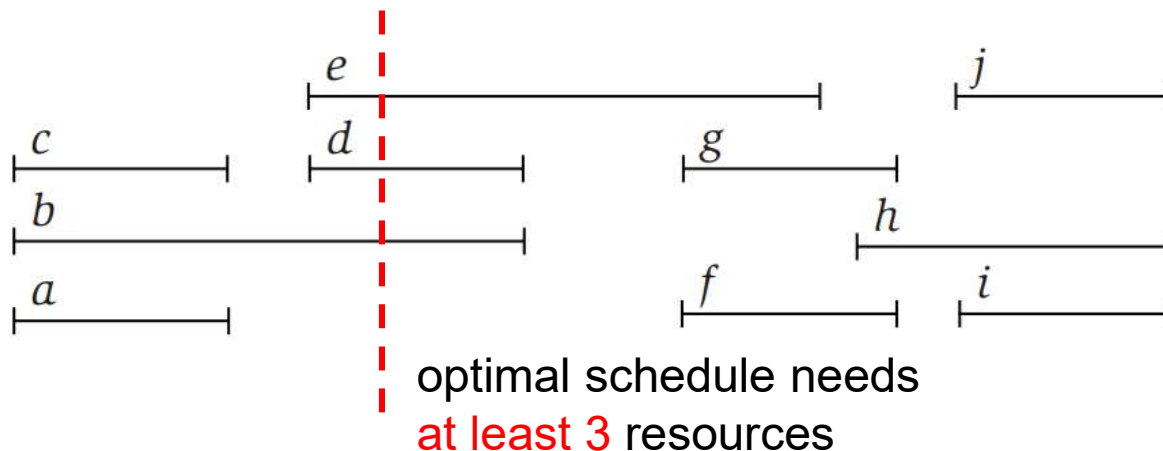 e
j
c
d
g
b
h
a
f
i
optimal schedule needs
at least 3 resources